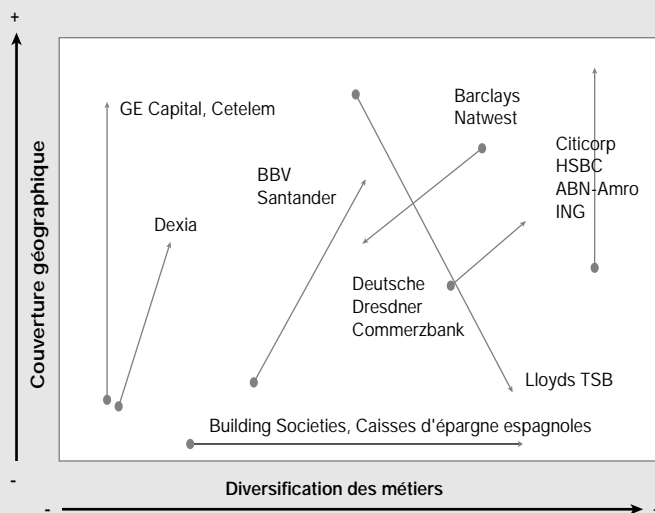 +
Couverture géographique
-
GE Capital, Cetelem
Dexia
BBV
Santander
Barclays
Natwest
Citicorp
HSBC
ABN-Amro
ING
Deutsche
Dresdner
Commerzbank
Lloyds TSB
Building Societies, Caisses d'épargne espagnoles
-
Diversification des métiers